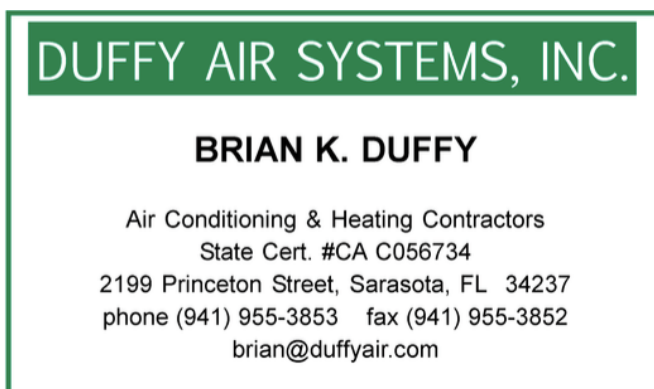 DUFFY AIR SYSTEMS, INC.
BRIAN K. DUFFY
Air Conditioning & Heating Contractors
State Cert. #CA C056734
2199 Princeton Street, Sarasota, FL 34237
phone (941) 955-3853 fax (941) 955-3852
brian@duffyair.com